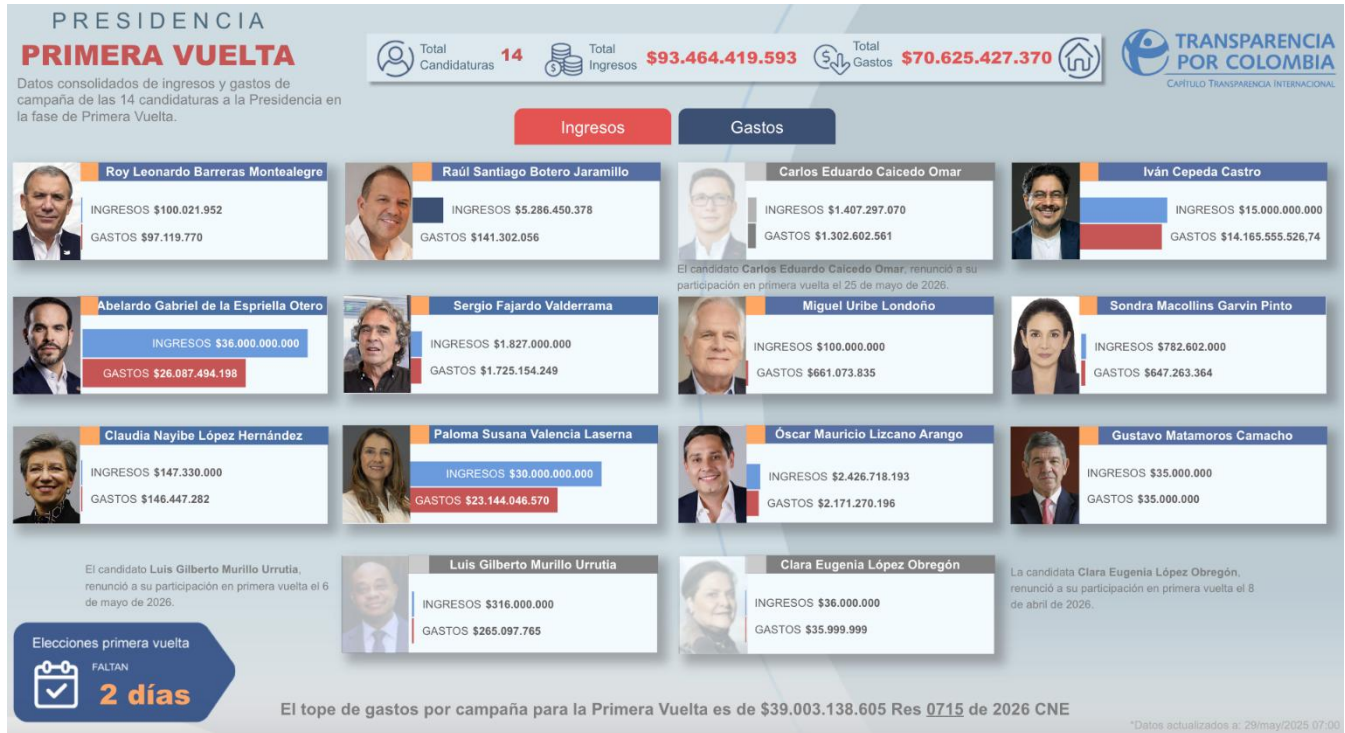 PRESIDENCIA
PRIMERA VUELTA
Datos consolidados de ingresos y gastos de
campaña de las 14 candidaturas a la Presidencia en
la fase de Primera Vuelta.
Total
Candidaturas 14
Total
Ingresos $93.464.419.593
Total
Gastos $70.625.427.370
TRANSPARENCIA
POR COLOMBIA
CAPÍTULO TRANSPARENCIA INTERNACIONAL
Ingresos
Gastos
Roy Leonardo Barreras Montealegre
INGRESOS $100.021.952
GASTOS $97.119.770
Raúl Santiago Botero Jaramillo
INGRESOS $5.286.450.378
GASTOS $141.302.056
Carlos Eduardo Caicedo Omar
INGRESOS $1.407.297.070
GASTOS $1.302.602.561
El candidato Carlos Eduardo Caicedo Omar, renunció a su
participación en primera vuelta el 25 de mayo de 2026.
Iván Cepeda Castro
INGRESOS $15.000.000.000
GASTOS $14.165.555.526,74
Abelardo Gabriel de la Espriella Otero
INGRESOS $36.000.000.000
GASTOS $26.087.494.198
Sergio Fajardo Valderrama
INGRESOS $1.827.000.000
GASTOS $1.725.154.249
Miguel Uribe Londoño
INGRESOS $100.000.000
GASTOS $661.073.835
Sondra Macollins Garvin Pinto
INGRESOS $782.602.000
GASTOS $647.263.364
Claudia Nayibe López Hernández
INGRESOS $147.330.000
GASTOS $146.447.282
Paloma Susana Valencia Laserna
INGRESOS $30.000.000.000
GASTOS $23.144.046.570
Óscar Mauricio Lizcano Arango
INGRESOS $2.426.718.193
GASTOS $2.171.270.196
Gustavo Matamoros Camacho
INGRESOS $35.000.000
GASTOS $35.000.000
El candidato Luis Gilberto Murillo Urrutia,
renunció a su participación en primera vuelta el 6
de mayo de 2026.
Luis Gilberto Murillo Urrutia
INGRESOS $316.000.000
GASTOS $265.097.765
Clara Eugenia López Obregón
INGRESOS $36.000.000
GASTOS $35.999.999
La candidata Clara Eugenia López Obregón,
renunció a su participación en primera vuelta el 8
de abril de 2026.
Elecciones primera vuelta
FALTAN
2 días
El tope de gastos por campaña para la Primera Vuelta es de $39.003.138.605 Res 0715 de 2026 CNE
*Datos actualizados a: 29/may/2025 07:00